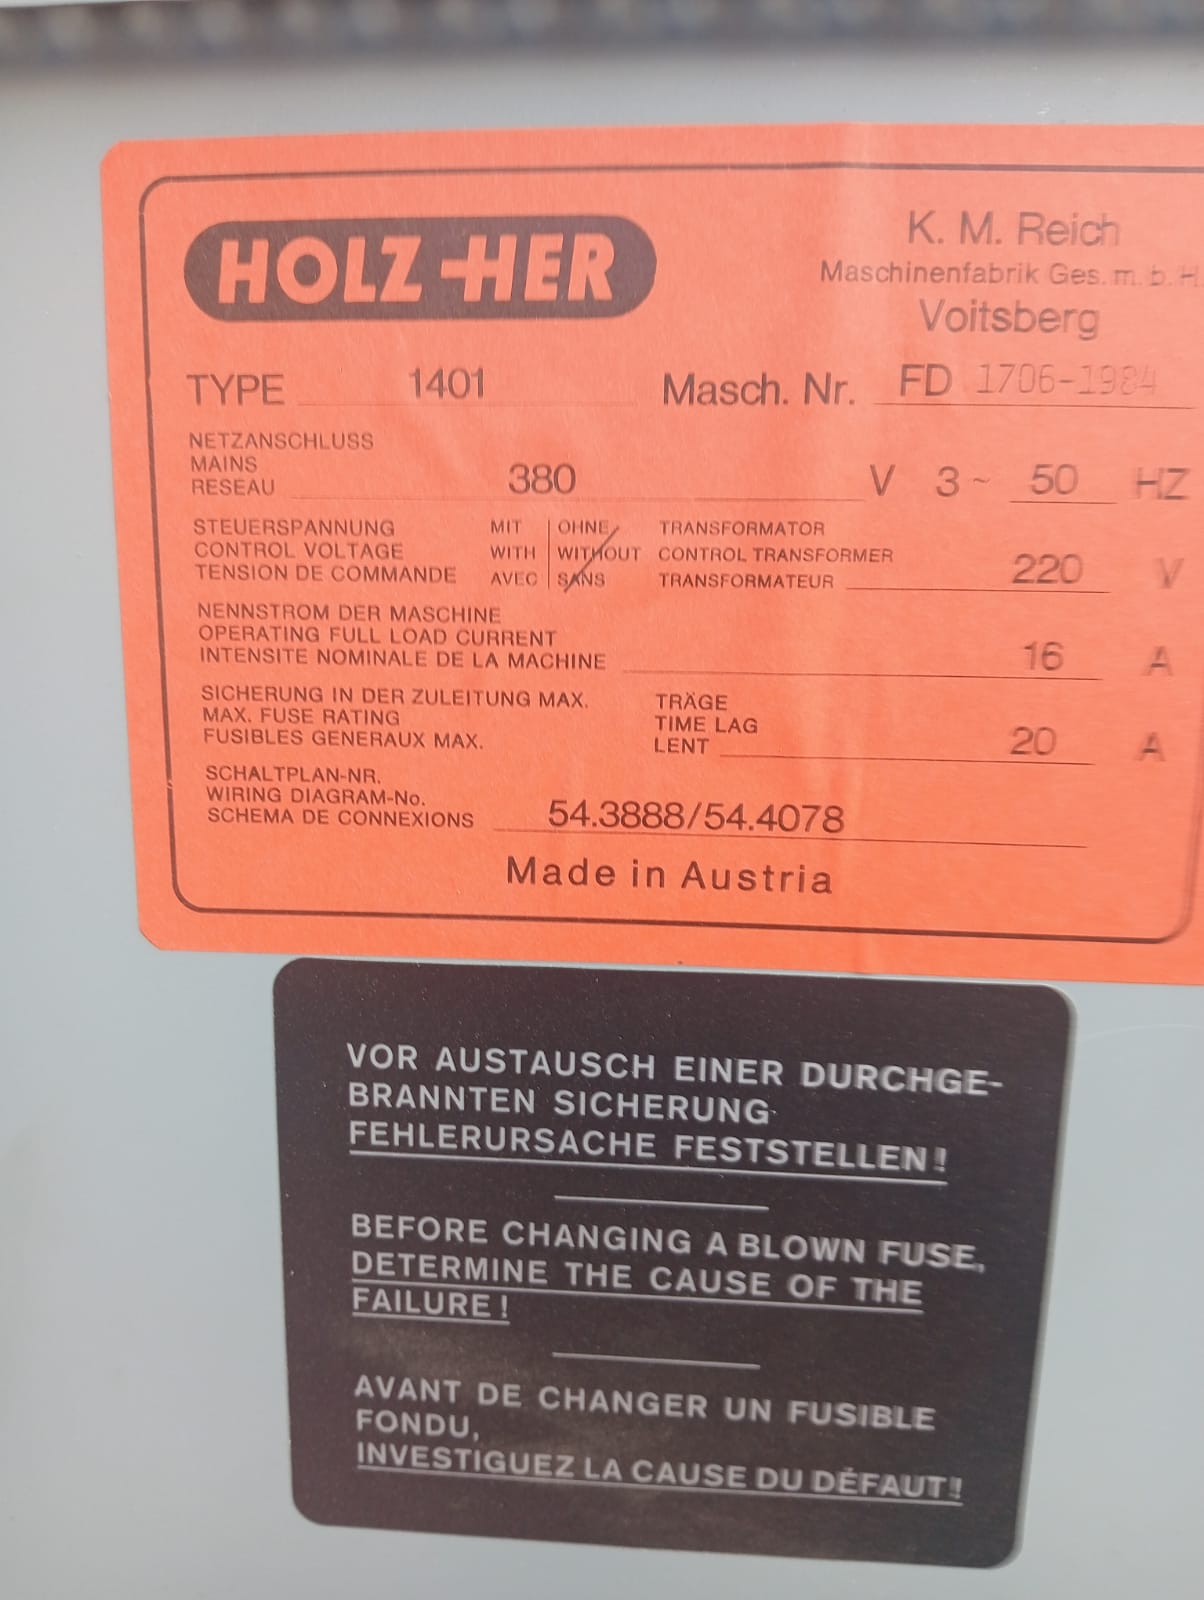 HOLZ-HER
K. M. Reich
Maschinenfabrik Ges. m. b. H.
Voitsberg
TYPE 1401 Masch. Nr. FD 1706-1984
NETZANSCHLUSS
MAINS
RESEAU 380 V 3 ~ 50 HZ
STEUERSPANNUNG MIT OHNE TRANSFORMATOR
CONTROL VOLTAGE WITH WITHOUT CONTROL TRANSFORMER
TENSION DE COMMANDE AVEC SANS TRANSFORMATEUR 220 V
NENNSTROM DER MASCHINE
OPERATING FULL LOAD CURRENT
INTENSITE NOMINALE DE LA MACHINE 16 A
SICHERUNG IN DER ZULEITUNG MAX. TRÄGE
MAX. FUSE RATING TIME LAG
FUSIBLES GENERAUX MAX. LENT 20 A
SCHALTPLAN-NR.
WIRING DIAGRAM-No.
SCHEMA DE CONNEXIONS 54.3888/54.4078
Made in Austria
VOR AUSTAUSCH EINER DURCHGE-
BRANNTEN SICHERUNG
FEHLERURSACHE FESTSTELLEN!
BEFORE CHANGING A BLOWN FUSE,
DETERMINE THE CAUSE OF THE
FAILURE!
AVANT DE CHANGER UN FUSIBLE
FONDU,
INVESTIGUEZ LA CAUSE DU DÉFAUT!